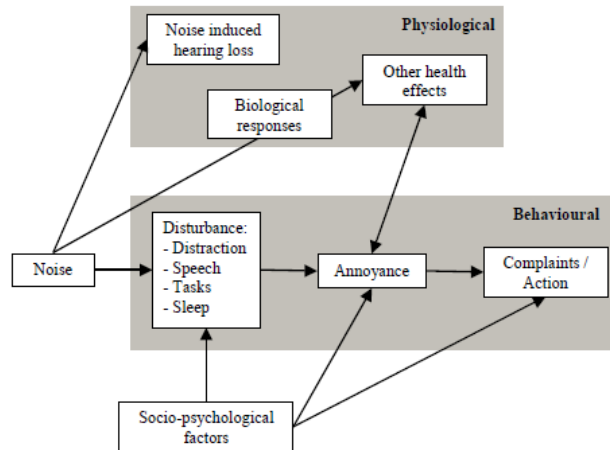 Noise induced
hearing loss
Physiological
Other health
effects
Biological
responses
Behavioural
Disturbance:
- Distraction
- Speech
- Tasks
- Sleep
Noise
Annoyance
Complaints /
Action
Socio-psychological
factors